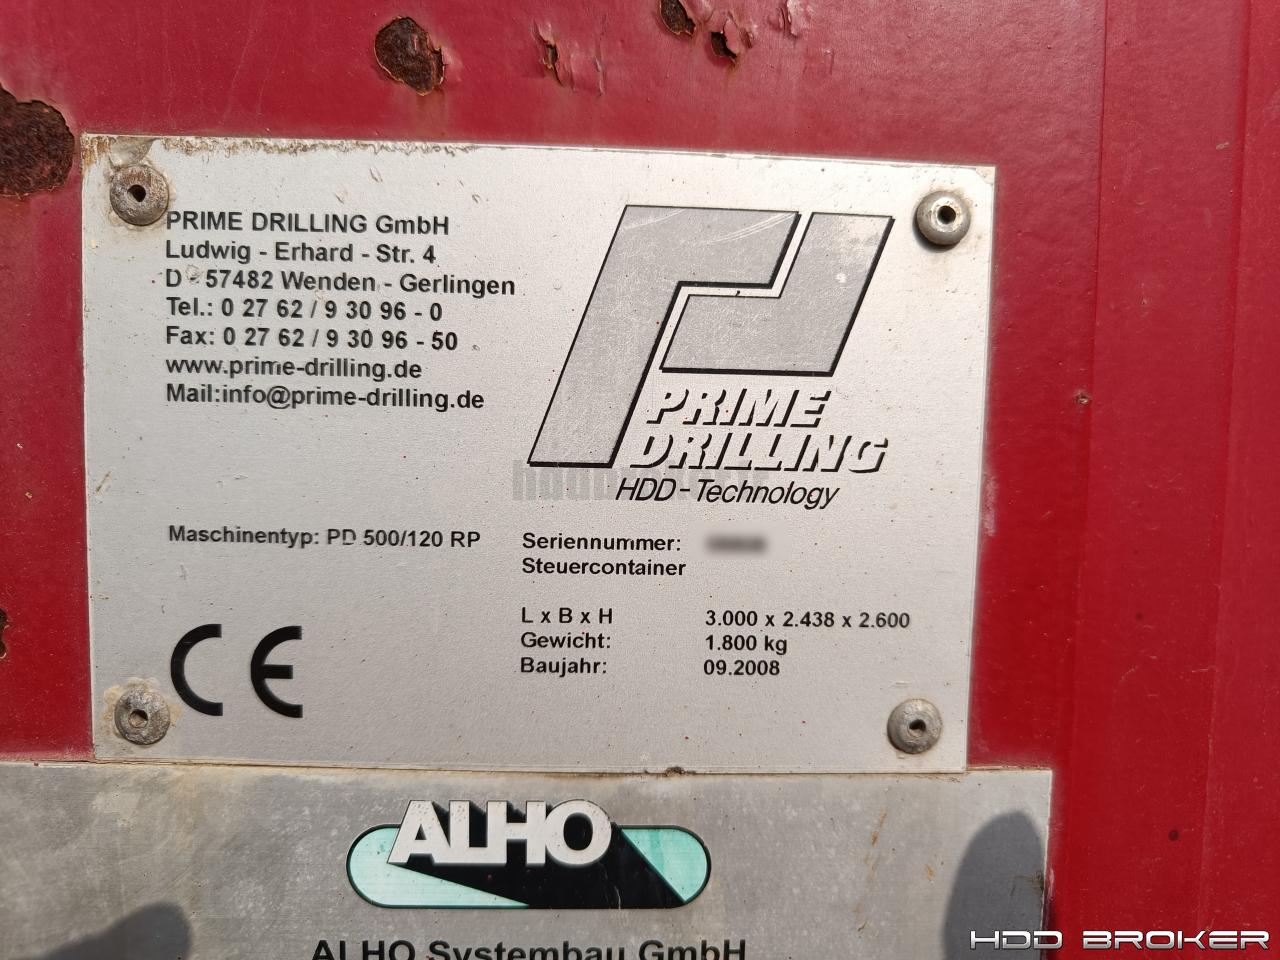 PRIME DRILLING GmbH
Ludwig - Erhard - Str. 4
D - 57482 Wenden - Gerlingen
Tel.: 0 27 62 / 9 30 96 - 0
Fax: 0 27 62 / 9 30 96 - 50
www.prime-drilling.de
Mail:info@prime-drilling.de
PRIME
DRILLING
HDD-Technology
Maschinentyp: PD 500/120 RP
Seriennummer:
Steuercontainer
L x B x H 3.000 x 2.438 x 2.600
Gewicht: 1.800 kg
Baujahr: 09.2008
CE
ALHO
ALHO Systembau GmbH
HDD BROKER